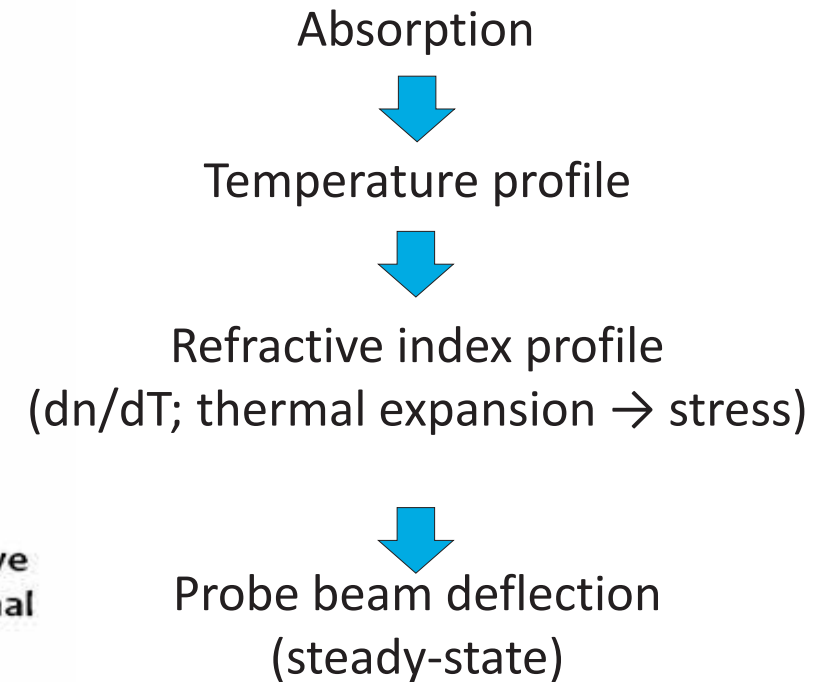 Absorption
Temperature profile
Refractive index profile
(dn/dT; thermal expansion → stress)
Probe beam deflection
(steady-state)